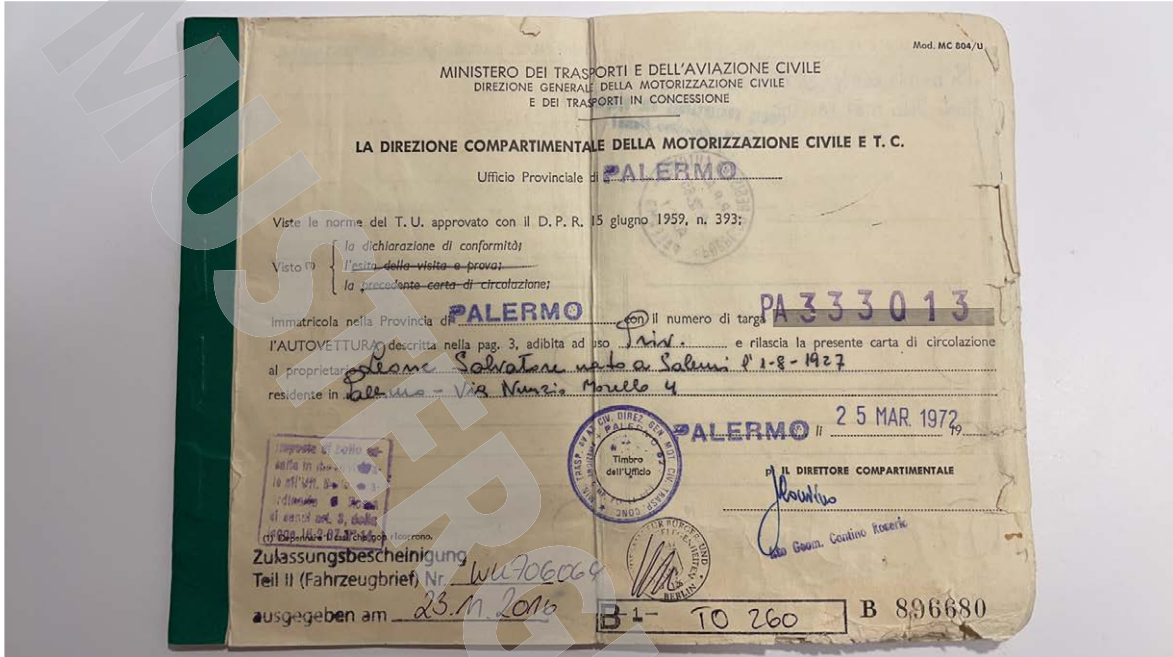 Mod. MC 804/U
MINISTERO DEI TRASPORTI E DELL'AVIAZIONE CIVILE
DIREZIONE GENERALE DELLA MOTORIZZAZIONE CIVILE
E DEI TRASPORTI IN CONCESSIONE
LA DIREZIONE COMPARTIMENTALE DELLA MOTORIZZAZIONE CIVILE E T. C.
Ufficio Provinciale di PALERMO
Viste le norme del T. U. approvato con il D. P. R. 15 giugno 1959, n. 393;
Visto (1)
la dichiarazione di conformità;
l'esito della visita e prova;
la precedente carta di circolazione;
immatricola nella Provincia di PALERMO con il numero di targa PA 333013
l'AUTOVETTURA descritta nella pag. 3, adibita ad uso Priv. e rilascia la presente carta di circolazione
al proprietario Leone Salvatore nato a Salemi l' 1-8-1927
residente in Palermo - Via Nunzio Morello 4
PALERMO li 25 MAR. 1972 19
Timbro
dell'Ufficio
p. IL DIRETTORE COMPARTIMENTALE
Geom. Contino
Zulassungsbescheinigung
Teil II (Fahrzeugbrief) Nr. WU706064
ausgegeben am 23.11.2016
BERLIN
B-1- TO 260
B 896680
MUSTER